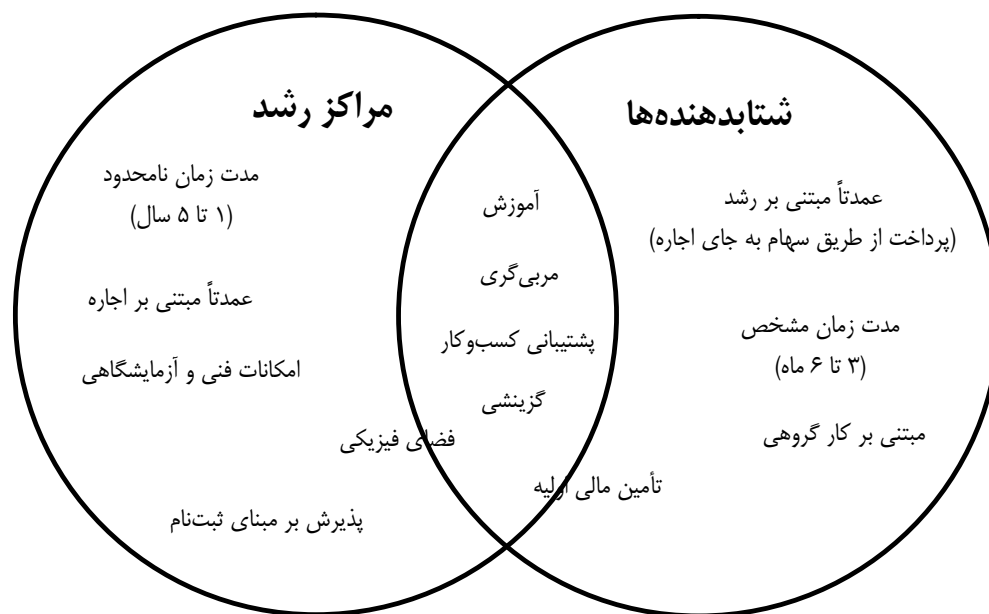 شتابدهنده‌ها
عمدتاً مبتنی بر رشد
(پرداخت از طریق سهام به جای اجاره)
مدت زمان مشخص
(۳ تا ۶ ماه)
مبتنی بر کار گروهی
تأمین مالی اولیه
آموزش
مربی‌گری
پشتیبانی کسب‌وکار
گزینشی
فضای فیزیکی
مراکز رشد
مدت زمان نامحدود
(۱ تا ۵ سال)
عمدتاً مبتنی بر اجاره
امکانات فنی و آزمایشگاهی
پذیرش بر مبنای ثبت‌نام